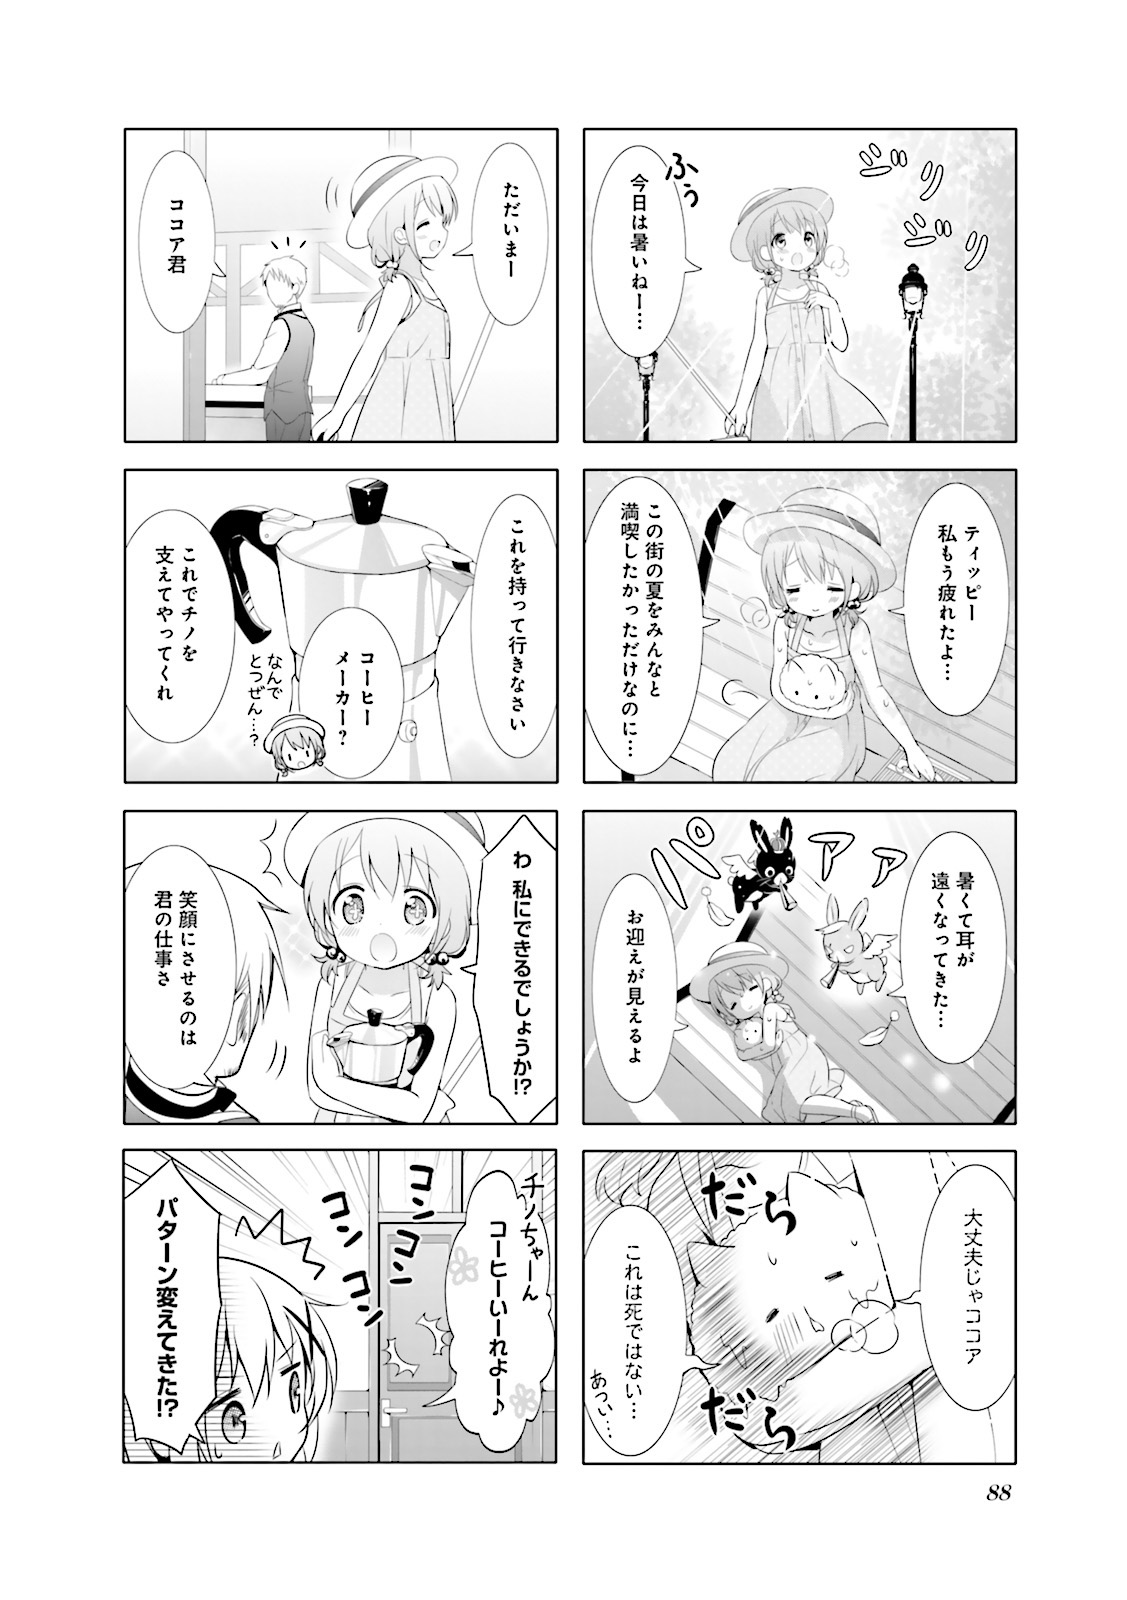 ジリ
ジリ
ふぅ
今日は暑いねー…
ティッピー
私もう疲れたよ…
この街の夏をみんなと
満喫したかっただけなのに…
パアア
暑くて耳が
遠くなってきた…
お迎えが見えるよ
大丈夫じゃココア
だら
だら
これは死ではない…
あつい…
ただいまー
ココア君
これを持って行きなさい
コーヒー
メーカー?
なんで
とつぜん…?
これでチノを
支えてやってくれ
わ 私にできるでしょうか!?
笑顔にさせるのは
君の仕事さ
チノちゃーん
コーヒーいーれよー♪
コン
コン
コン
パターン変えてきた!?
88